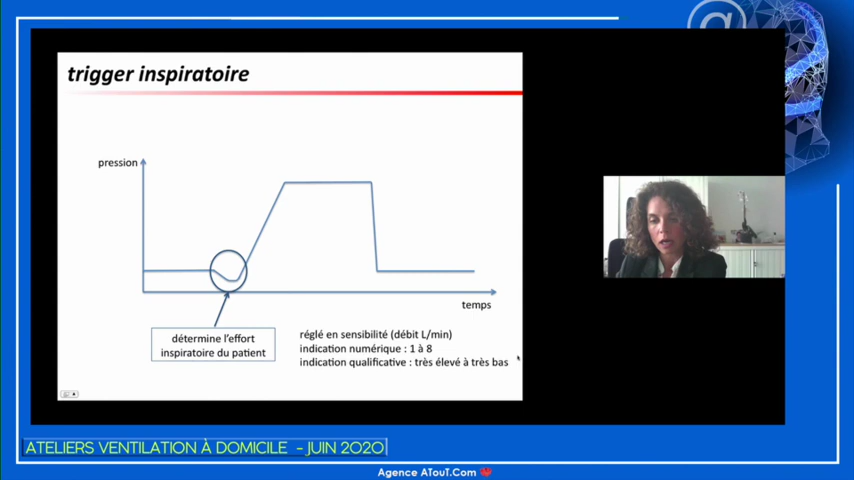 @
trigger inspiratoire
pression
temps
détermine l'effort
inspiratoire du patient
réglé en sensibilité (débit L/min)
indication numérique : 1 à 8
indication qualitative : très élevé à très bas
ATELIERS VENTILATION À DOMICILE - JUIN 2020
Agence ATouT.Com